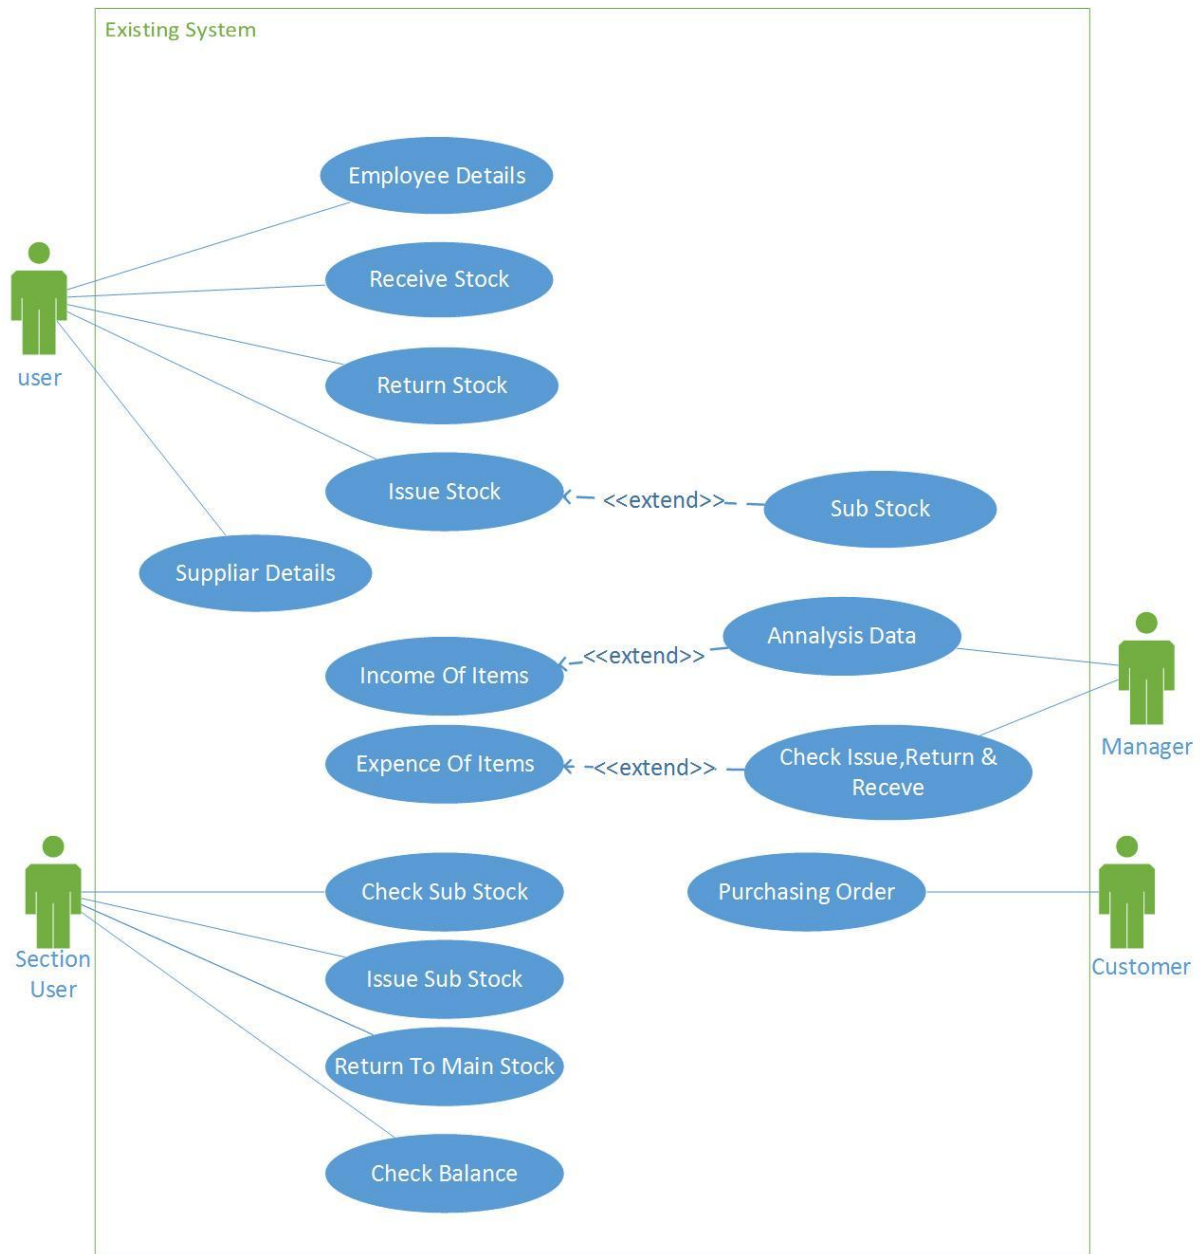 Existing System
Employee Details
Receive Stock
user
Return Stock
Issue Stock
<<extend>>
Sub Stock
Suppliar Details
Annalysis Data
<<extend>>
Income Of Items
Manager
Expence Of Items
<<extend>>
Check Issue,Return &
Receve
Check Sub Stock
Purchasing Order
Section
User
Issue Sub Stock
Customer
Return To Main Stock
Check Balance